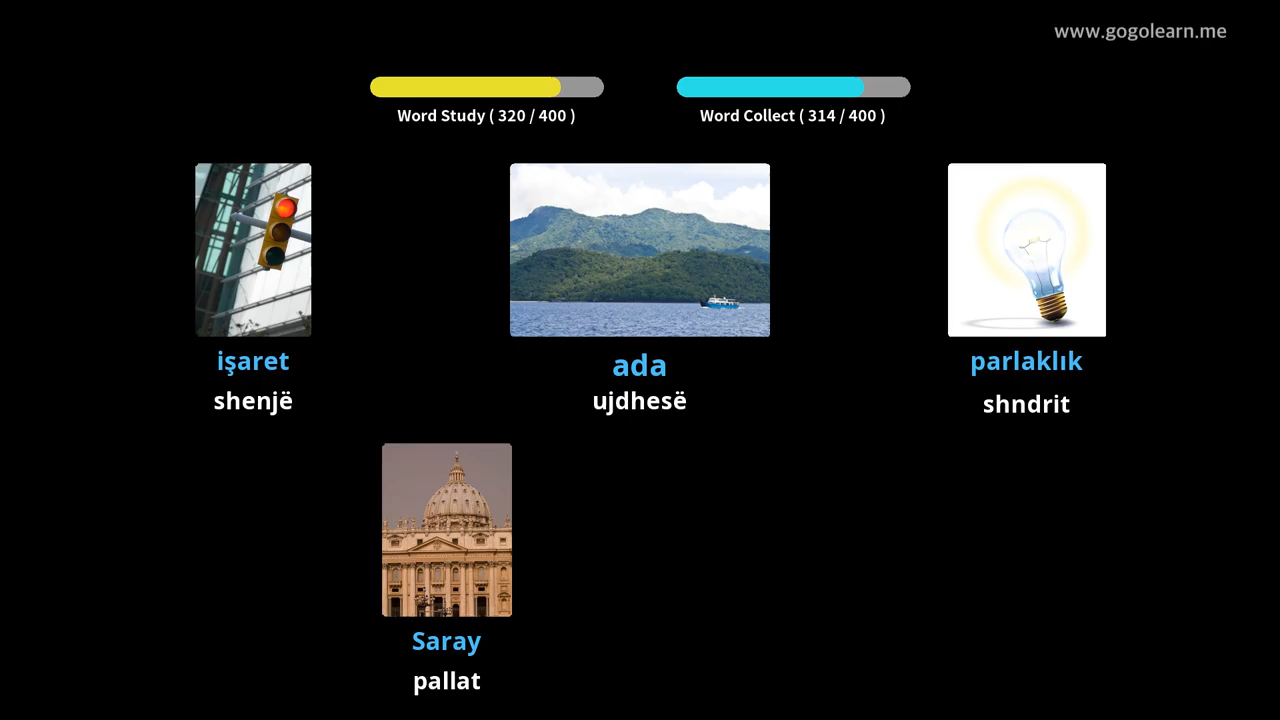 www.gogolearn.me
Word Study ( 320 / 400 )
Word Collect ( 314 / 400 )
işaret
shenjë
ada
ujdhesë
parlaklık
shndrit
Saray
pallat